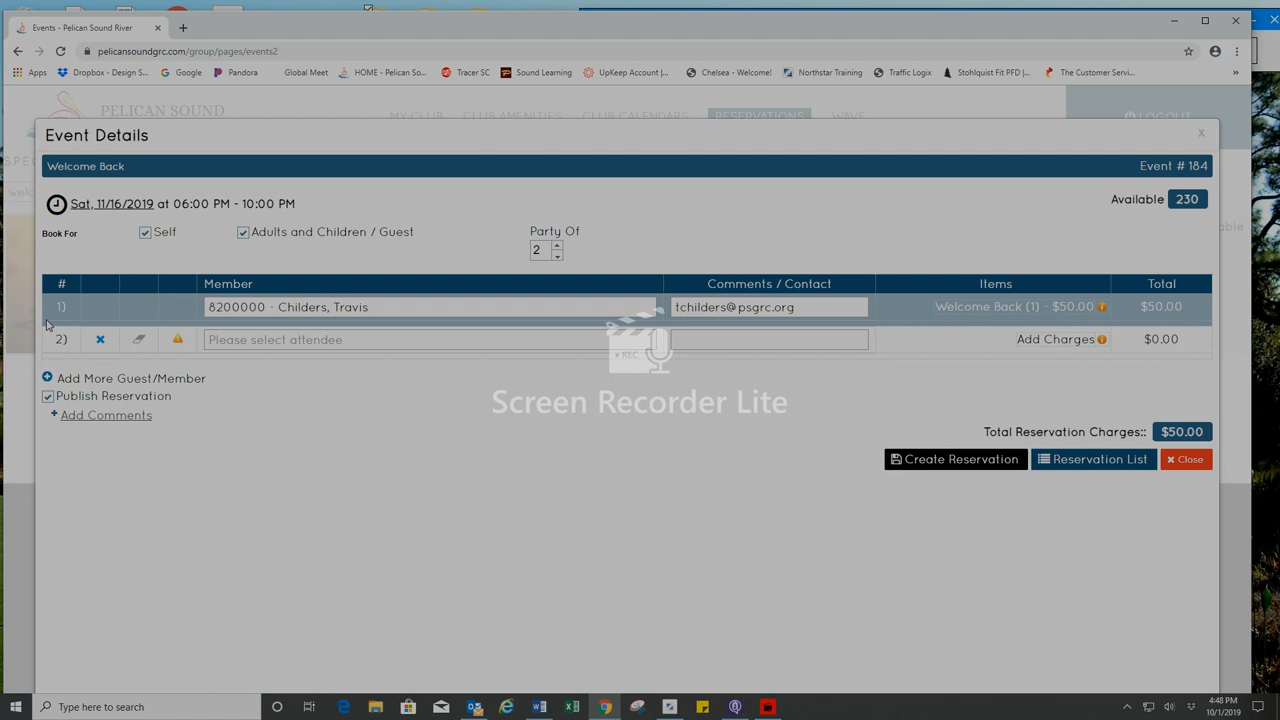 Events - Pelican Sound River
pelicansoundgrc.com/group/pages/events2
Apps Dropbox - Design S... Google Pandora Global Meet HOME - Pelican So... Tracer SC Sound Learning UpKeep Account |... Chelsea - Welcome! Northstar Training Traffic Logix Stohlquist Fit PFD |... The Customer Servi... »
PELICAN SOUND
MY CLUB CLUB AMENITIES CLUB CALENDARS RESERVATIONS WAVE LOGOUT
Event Details x
Welcome Back Event # 184
Sat, 11/16/2019 at 06:00 PM - 10:00 PM Available 230
Book For Self Adults and Children / Guest Party Of
2
# Member Comments / Contact Items Total
1) 8200000 - Childers, Travis tchilders@psgrc.org Welcome Back (1) - $50.00 $50.00
2) Please select attendee Add Charges $0.00
REC
Add More Guest/Member
Publish Reservation
+ Add Comments
Screen Recorder Lite
Total Reservation Charges:: $50.00
Create Reservation Reservation List Close
Type here to search
4:48 PM
10/1/2019